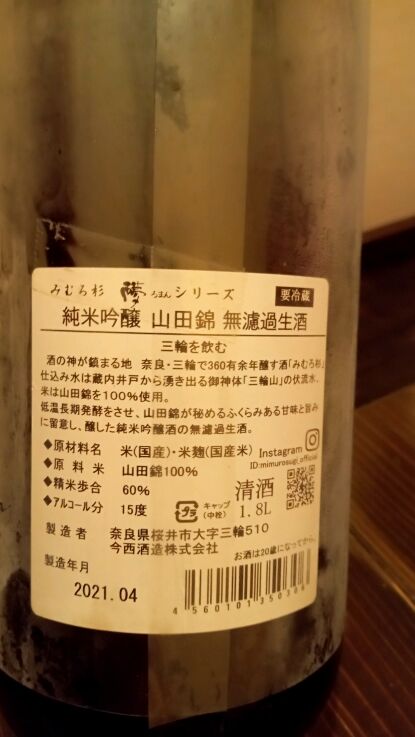 みむろ杉 夢 ろまんシリーズ 要冷蔵
純米吟醸 山田錦 無濾過生酒
三輪を飲む
酒の神が鎮まる地 奈良・三輪で360有余年醸す酒「みむろ杉」
仕込み水は蔵内井戸から湧き出る御神体「三輪山」の伏流水、
米は山田錦を100%使用。
低温長期発酵をさせ、山田錦が秘めるふくらみある甘味と旨み
に留意し、醸した純米吟醸酒の無濾過生酒。
◆原材料名 米(国産)・米麹(国産米)
◆原料米 山田錦100%
◆精米歩合 60%
◆アルコール分 15度
Instagram
ID:mimurosugi_official
清酒
1.8L
プラ キャップ(中栓)
製造者 奈良県桜井市大字三輪510
今西酒造株式会社
お酒は20歳になってから。
製造年月
2021.04